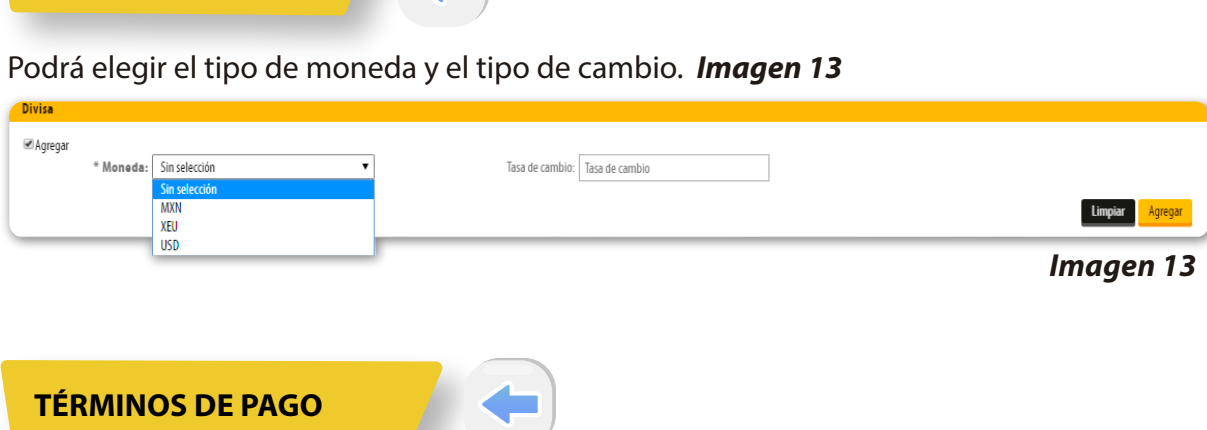 Podrá elegir el tipo de moneda y el tipo de cambio. Imagen 13
Divisa
Agregar
* Moneda: Sin selección Tasa de cambio: Tasa de cambio
Sin selección
MXN
XEU
USD
Limpiar Agregar
Imagen 13
TÉRMINOS DE PAGO